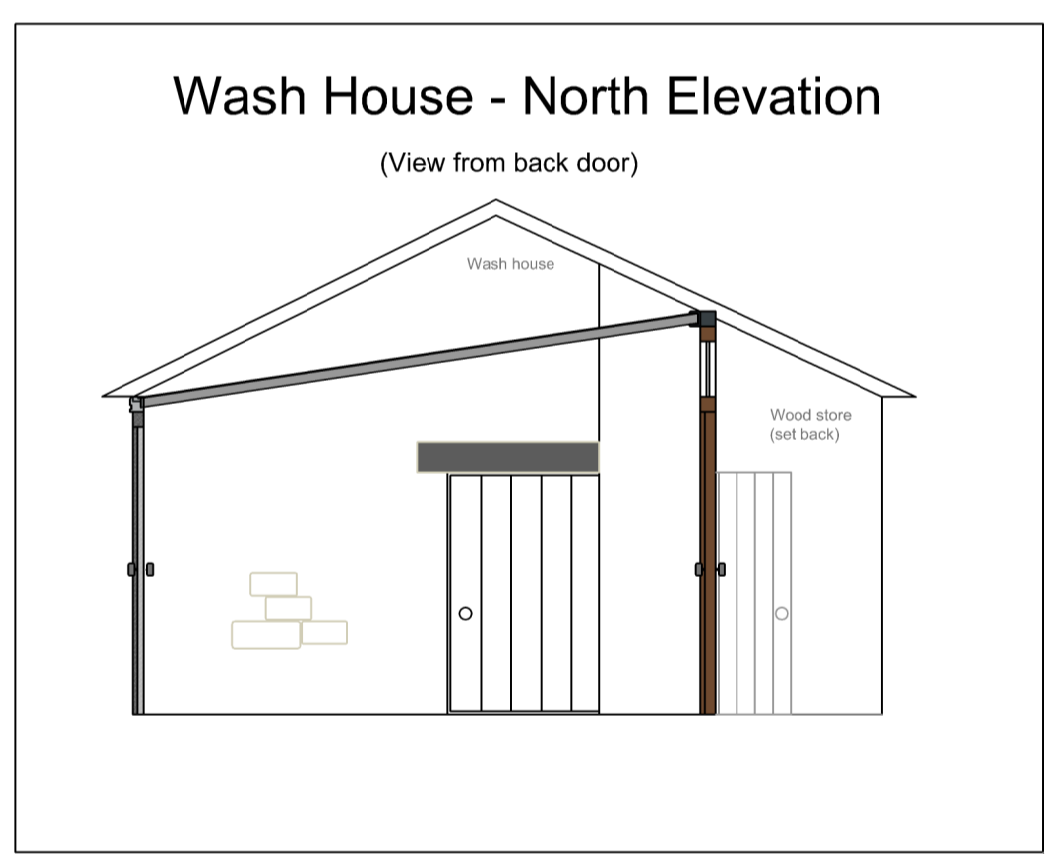 Wash House - North Elevation
(View from back door)
Wash house
Wood store
(set back)